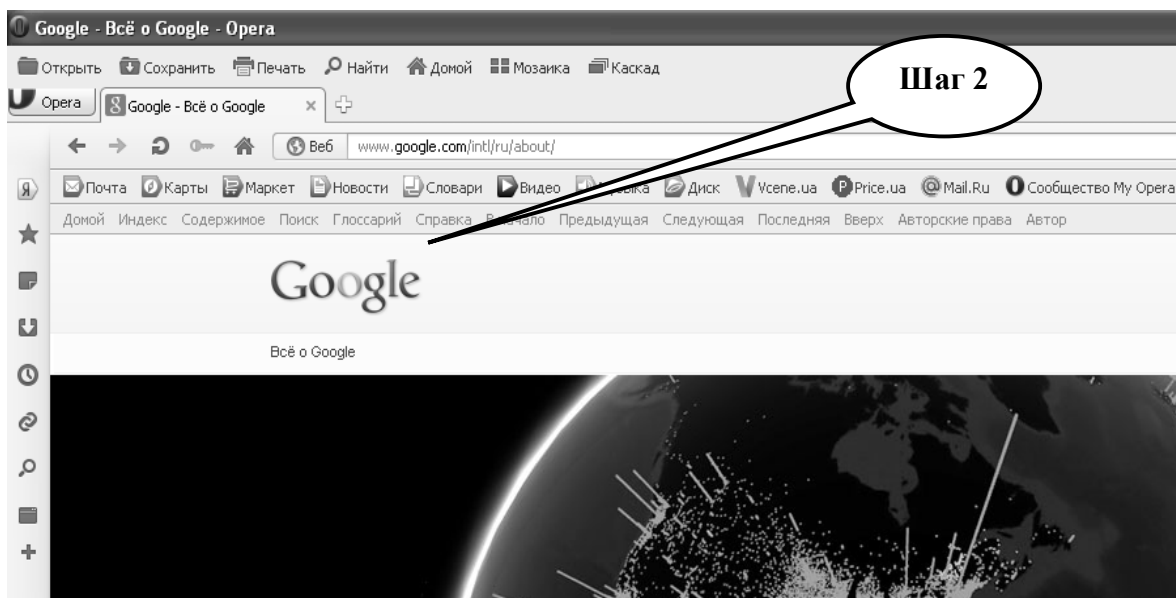 Google - Всё о Google - Opera
Открыть Сохранить Печать Найти Домой Мозаика Каскад
Шаг 2
Opera Google - Всё о Google
Веб www.google.com/intl/ru/about/
Я Почта Карты Маркет Новости Словари Видео Музыка Диск Vcene.ua Price.ua Mail.Ru Сообщество My Opera
Домой Индекс Содержимое Поиск Глоссарий Справка В начало Предыдущая Следующая Последняя Вверх Авторские права Автор
Google
Всё о Google